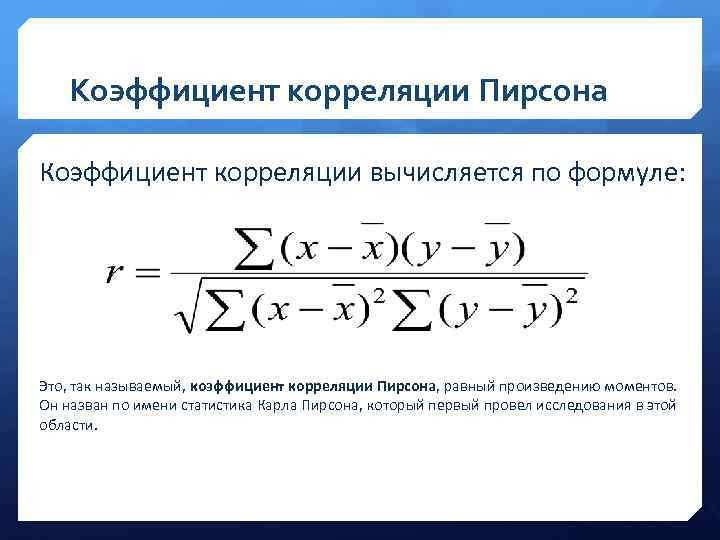 Коэффициент корреляции Пирсона
Коэффициент корреляции вычисляется по формуле:
r = ∑(x − x̅)(y − y̅) / √(∑(x − x̅)² ∑(y − y̅)²)
Это, так называемый, коэффициент корреляции Пирсона, равный произведению моментов.
Он назван по имени статистика Карла Пирсона, который первый провел исследования в этой
области.